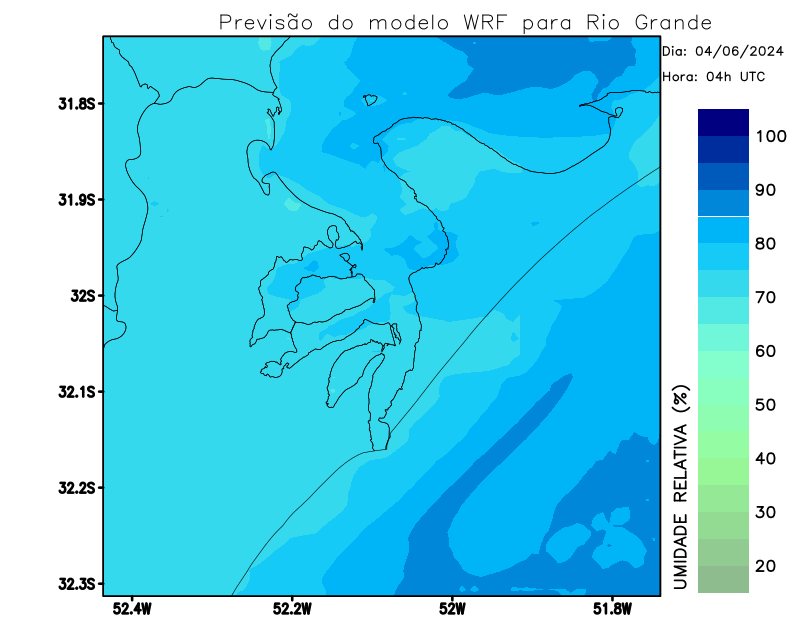 Previsão do modelo WRF para Rio Grande
Dia: 04/06/2024
Hora: 04h UTC
31.8S
31.9S
32S
32.1S
32.2S
32.3S
52.4W
52.2W
52W
51.8W
UMIDADE RELATIVA (%)
100
90
80
70
60
50
40
30
20